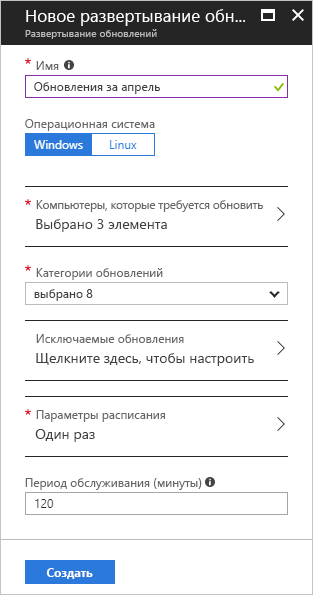 Новое развертывание обн...
Развертывание обновлений
* Имя
Обновления за апрель
Операционная система
Windows Linux
* Компьютеры, которые требуется обновить
Выбрано 3 элемента
* Категории обновлений
выбрано 8
Исключаемые обновления
Щелкните здесь, чтобы настроить
* Параметры расписания
Один раз
Период обслуживания (минуты)
120
Создать